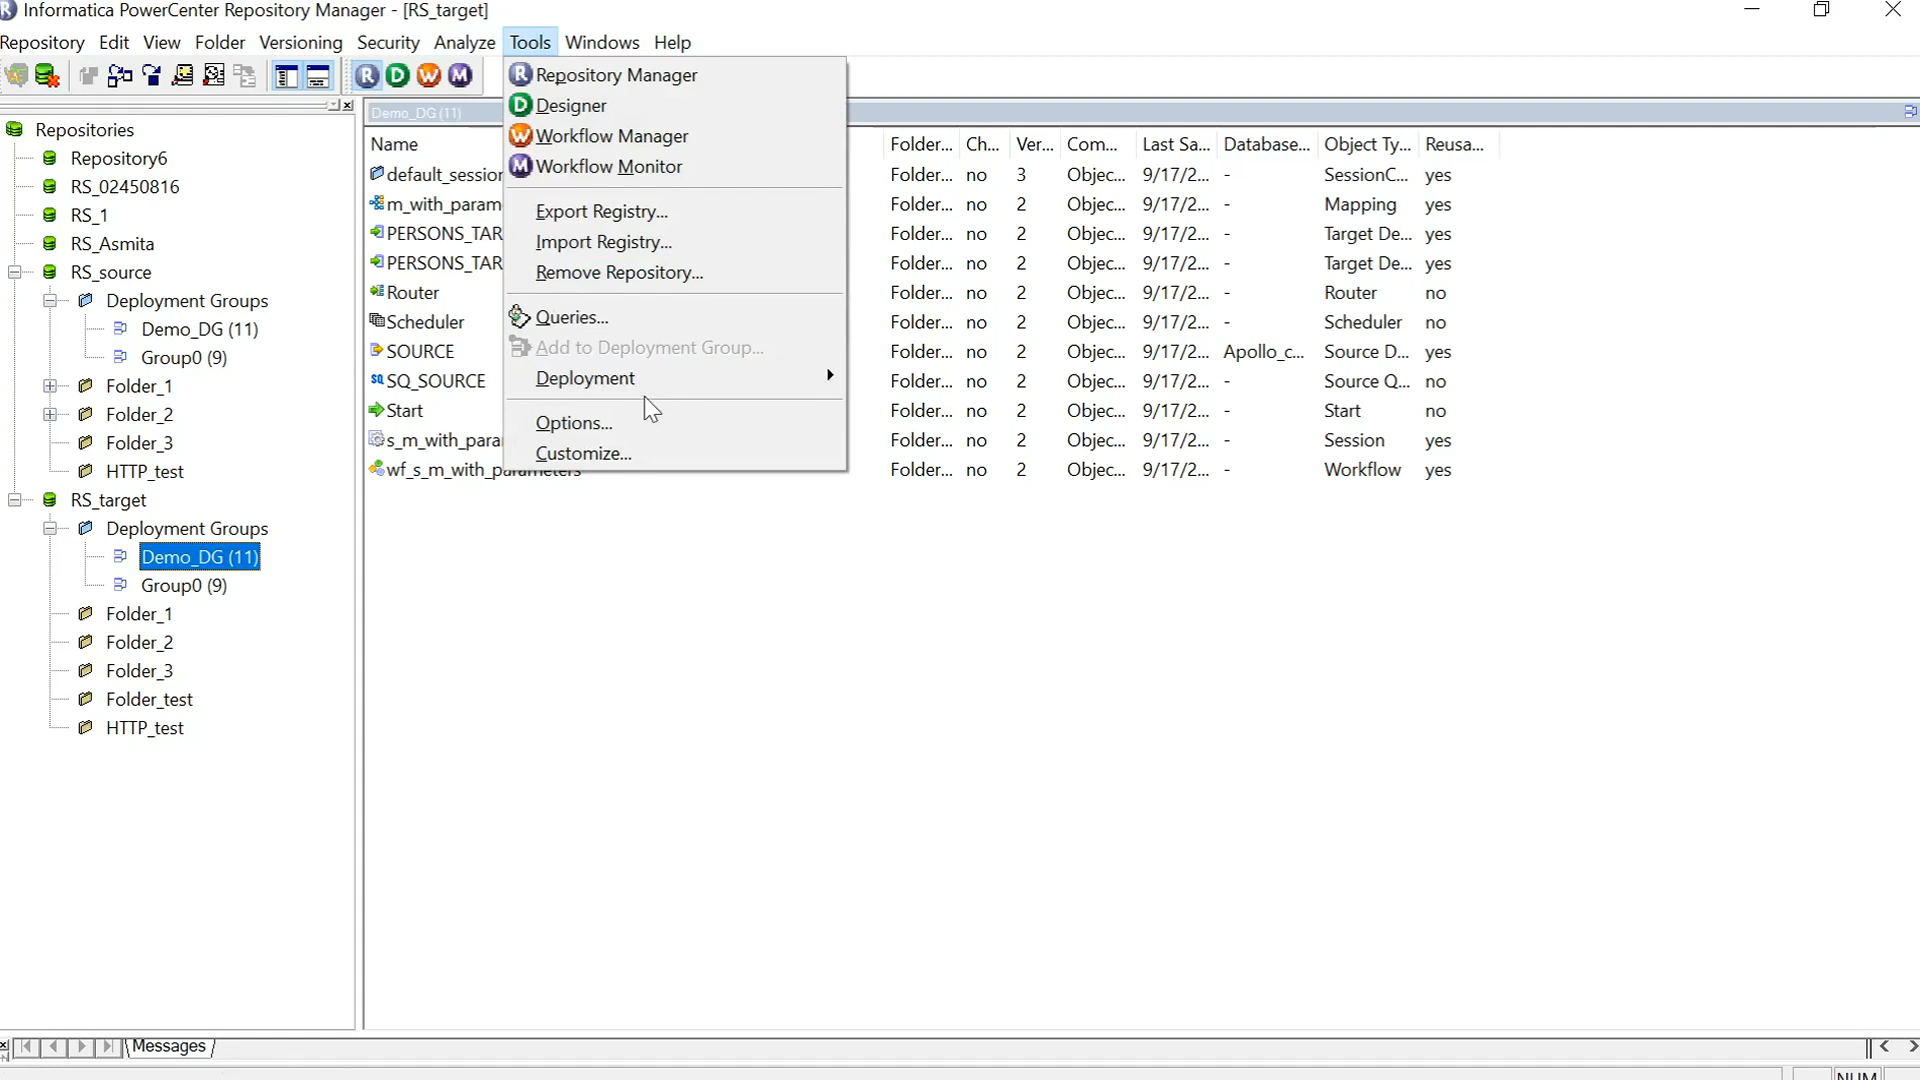 Informatica PowerCenter Repository Manager - [RS_target]
Repository Edit View Folder Versioning Security Analyze Tools Windows Help
R D W M
Repositories
Repository6
RS_02450816
RS_1
RS_Asmita
RS_source
Deployment Groups
Demo_DG (11)
Group0 (9)
Folder_1
Folder_2
Folder_3
HTTP_test
RS_target
Deployment Groups
Demo_DG (11)
Group0 (9)
Folder_1
Folder_2
Folder_3
Folder_test
HTTP_test
Repository Manager
Designer
Workflow Manager
Workflow Monitor
Export Registry...
Import Registry...
Remove Repository...
Queries...
Add to Deployment Group...
Deployment
Options...
Customize...
Demo_DG (11)
Name Folder... Ch... Ver... Com... Last Sa... Database... Object Ty... Reusa...
default_session Folder... no 3 Objec... 9/17/2... - SessionC... yes
m_with_param Folder... no 2 Objec... 9/17/2... - Mapping yes
PERSONS_TAR Folder... no 2 Objec... 9/17/2... - Target De... yes
PERSONS_TAR Folder... no 2 Objec... 9/17/2... - Target De... yes
Router Folder... no 2 Objec... 9/17/2... - Router no
Scheduler Folder... no 2 Objec... 9/17/2... - Scheduler no
SOURCE Folder... no 2 Objec... 9/17/2... Apollo_c... Source D... yes
SQ_SOURCE Folder... no 2 Objec... 9/17/2... - Source Q... no
Start Folder... no 2 Objec... 9/17/2... - Start no
s_m_with_para Folder... no 2 Objec... 9/17/2... - Session yes
wf_s_m_with_parameters Folder... no 2 Objec... 9/17/2... - Workflow yes
Messages
NUM